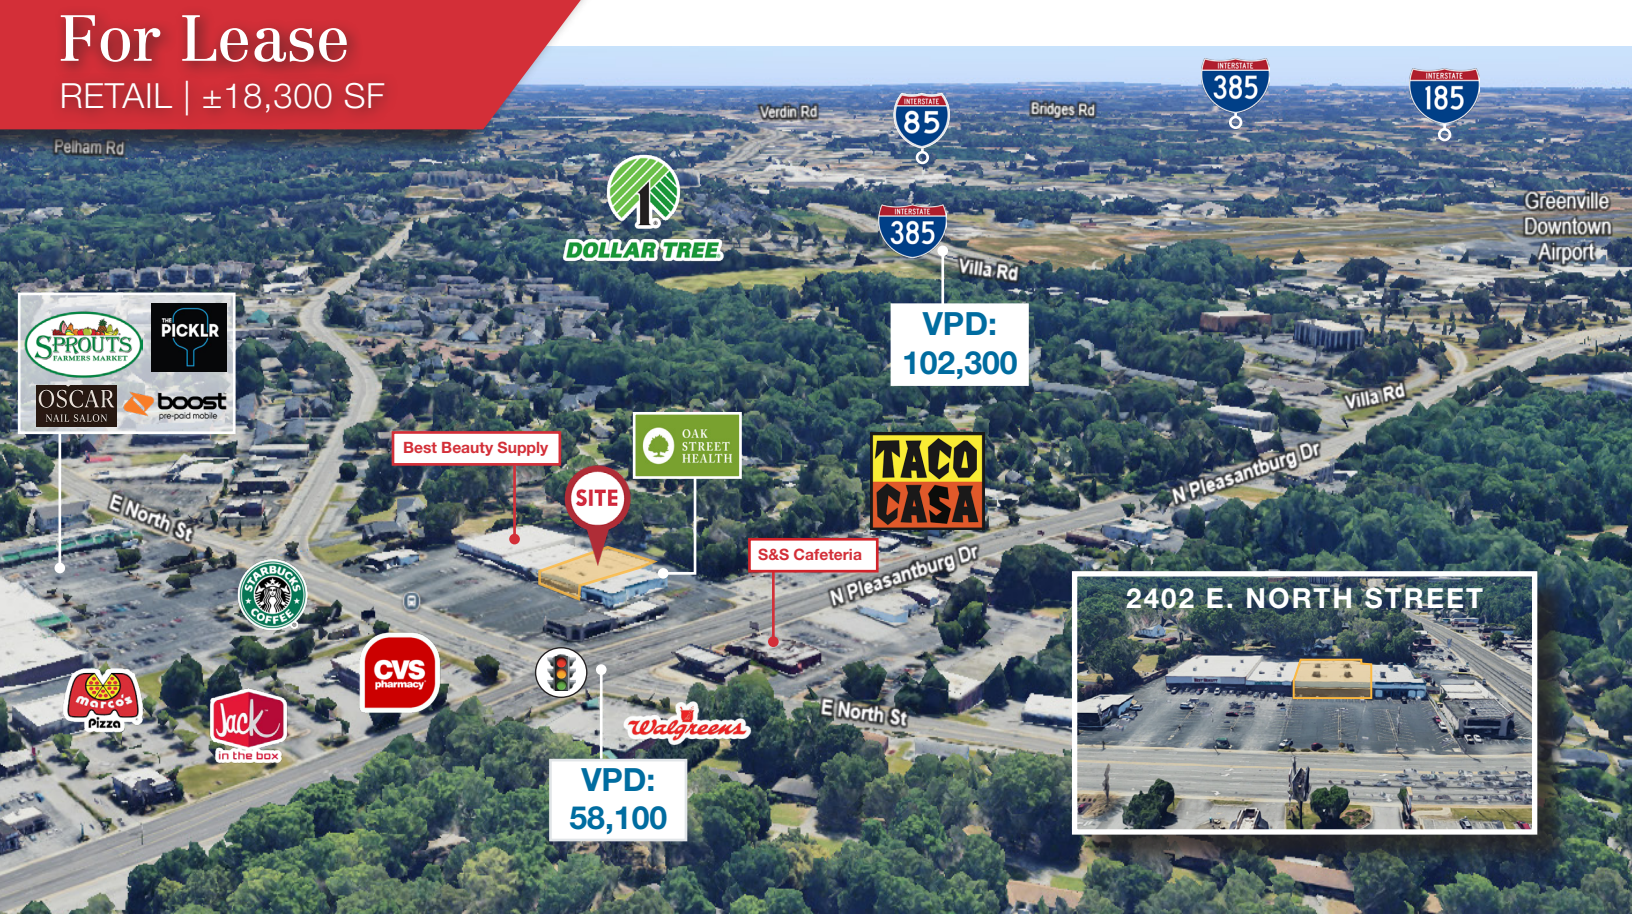 For Lease
RETAIL | ±18,300 SF
Pelham Rd
Verdin Rd
INTERSTATE
85
Bridges Rd
INTERSTATE
385
INTERSTATE
185
DOLLAR TREE
INTERSTATE
385
Villa Rd
Greenville
Downtown
Airport
VPD:
102,300
SPROUTS
FARMERS MARKET
THE
PICKLR
OSCAR
NAIL SALON
boost
pre-paid mobile
Best Beauty Supply
OAK
STREET
HEALTH
SITE
TACO
CASA
Villa Rd
N Pleasantburg Dr
E North St
S&S Cafeteria
N Pleasantburg Dr
STARBUCKS
COFFEE
CVS
pharmacy
marco's
Pizza
Jack
in the box
Walgreens
E North St
VPD:
58,100
2402 E. NORTH STREET